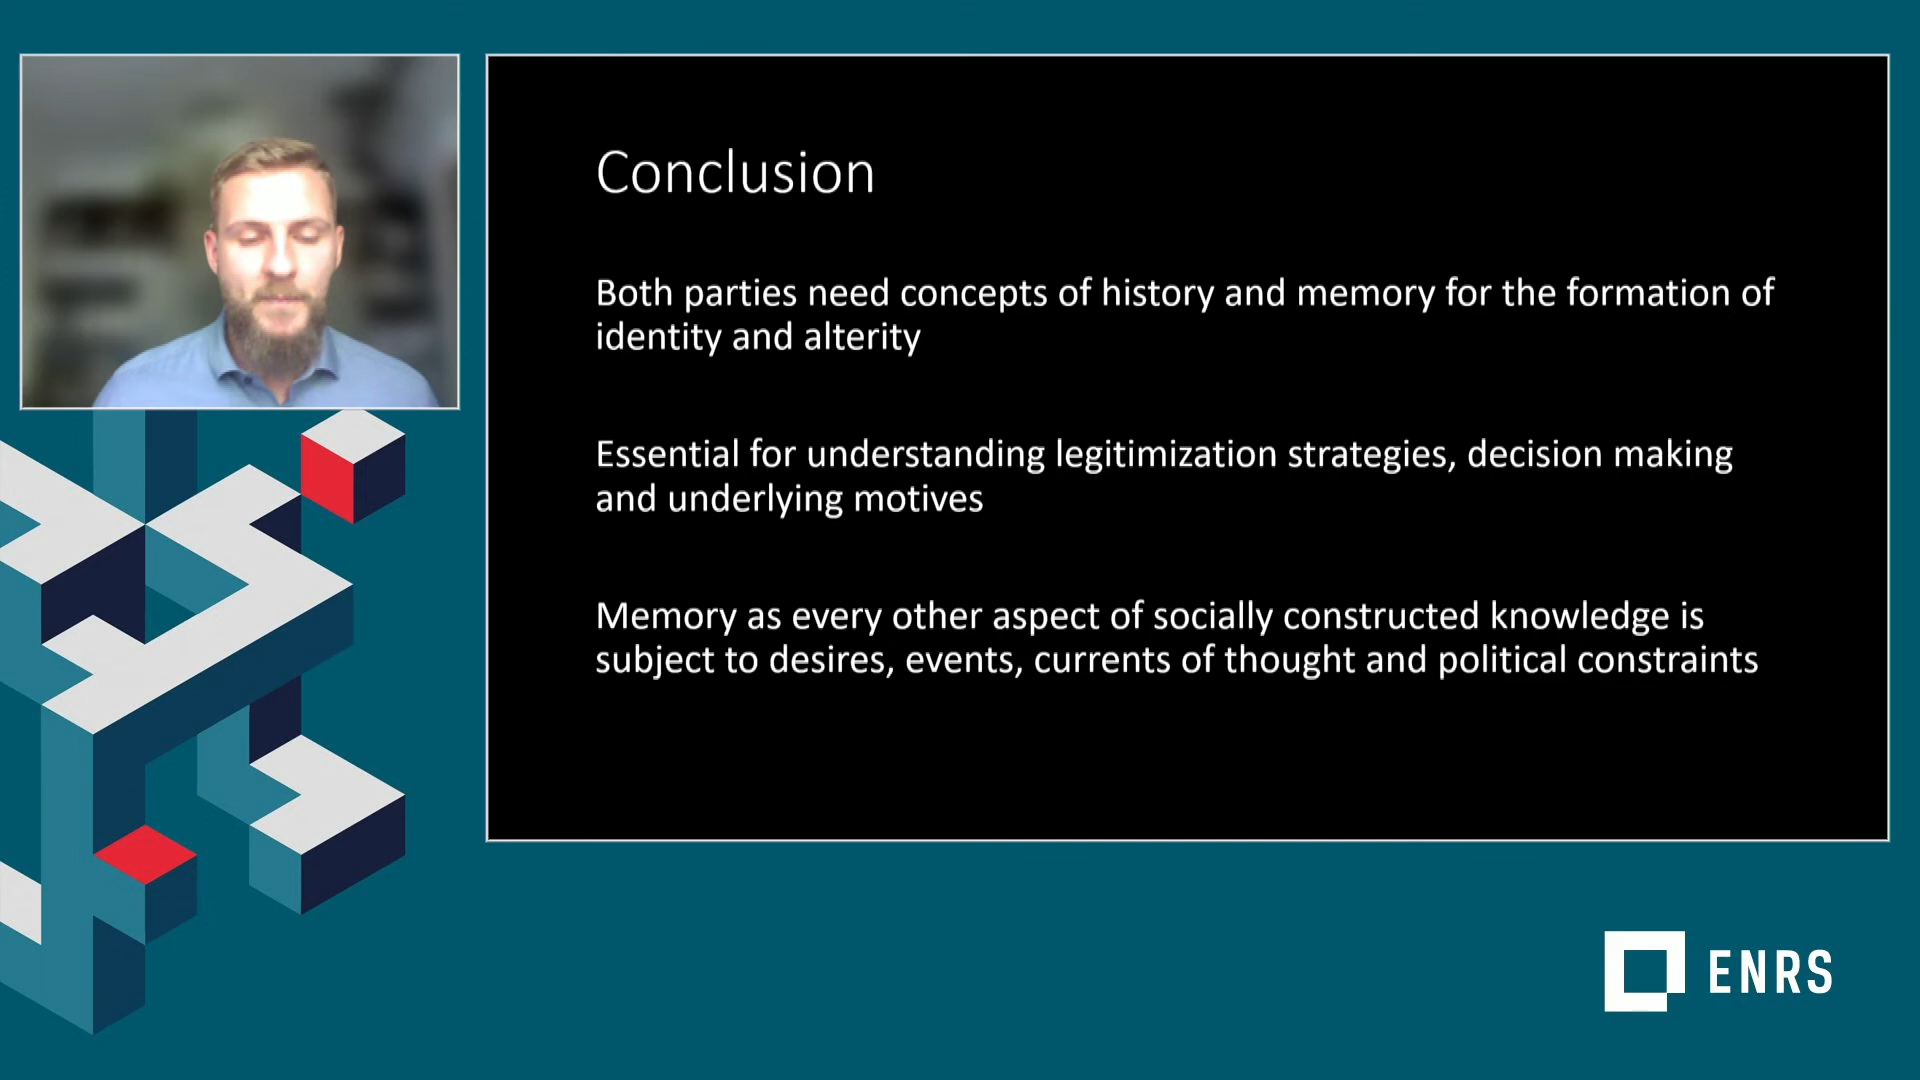 Conclusion
Both parties need concepts of history and memory for the formation of
identity and alterity
Essential for understanding legitimization strategies, decision making
and underlying motives
Memory as every other aspect of socially constructed knowledge is
subject to desires, events, currents of thought and political constraints
ENRS